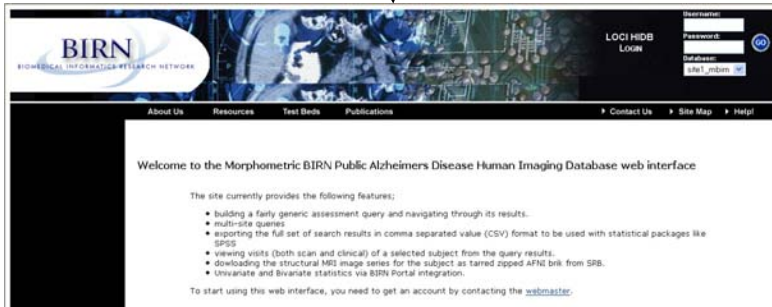 Username:
LOCI HIDB
Login
Password:
GO
BIRN
BIOMEDICAL INFORMATICS RESEARCH NETWORK
Database:
site1_mbirn
About Us Resources Test Beds Publications Contact Us Site Map Help!
Welcome to the Morphometric BIRN Public Alzheimers Disease Human Imaging Database web interface
The site currently provides the following features;
• building a fairly generic assessment query and navigating through its results.
• multi-site queries
• exporting the full set of search results in comma separated value (CSV) format to be used with statistical packages like
SPSS
• viewing visits (both scan and clinical) of a selected subject from the query results.
• dowloading the structural MRI image series for the subject as tarred zipped AFNI brik from SRB.
• Univariate and Bivariate statistics via BIRN Portal integration.
To start using this web interface, you need to get an account by contacting the webmaster.